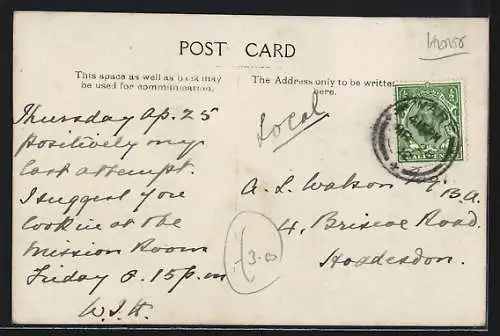 Horses
POST CARD
This space as well as back may
be used for communication.
The Address only to be written
here.
Local
Thursday Ap. 25
Positively my
last attempt.
I suggest you
look in at the
Mission Room
Friday 8.15 p.m
W.J.H.
A. L. Watson Esq B.A.
4, Briscoe Road.
Hoddesdon.
3.00